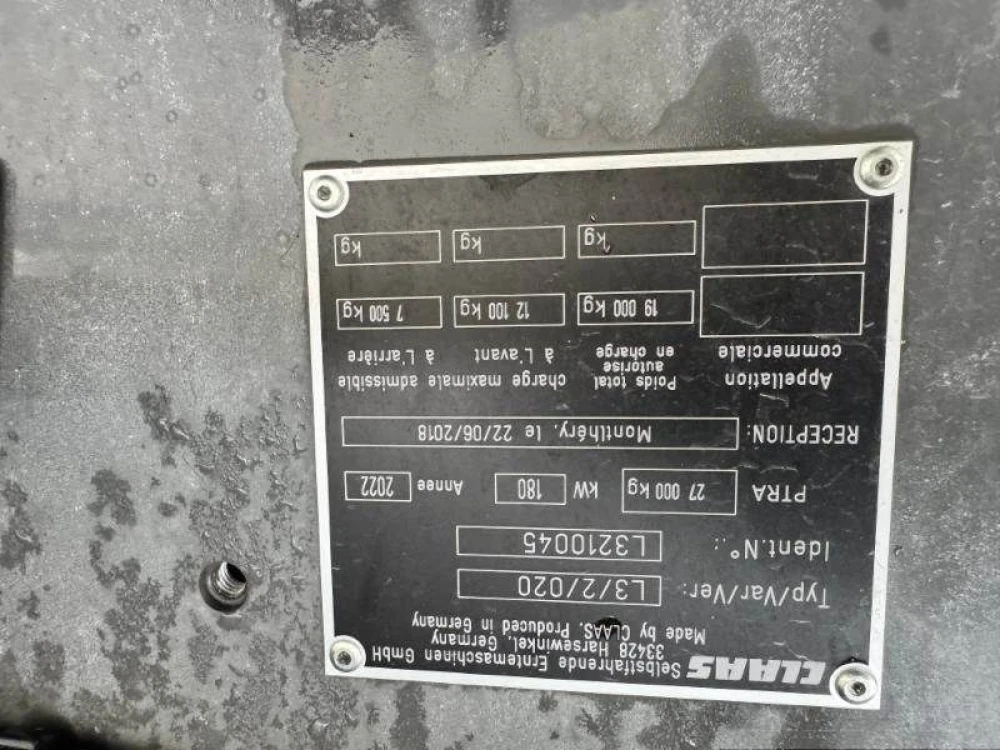 CLAAS
Selbstfahrende Erntemaschinen GmbH
33428 Harsewinkel, Germany
Made by CLAAS. Produced in Germany
Typ/Var/Ver: L3/2/020
Ident.N°.: L3210045
PTRA 27 000 kg kW 180 Annee 2022
RECEPTION: Montlhéry, le 22/06/2018
Appellation commerciale
Poids total autorise en charge
charge maximale admissible
à L'avant à L'arrière
19 000 kg 12 100 kg 7 500 kg
kg kg kg